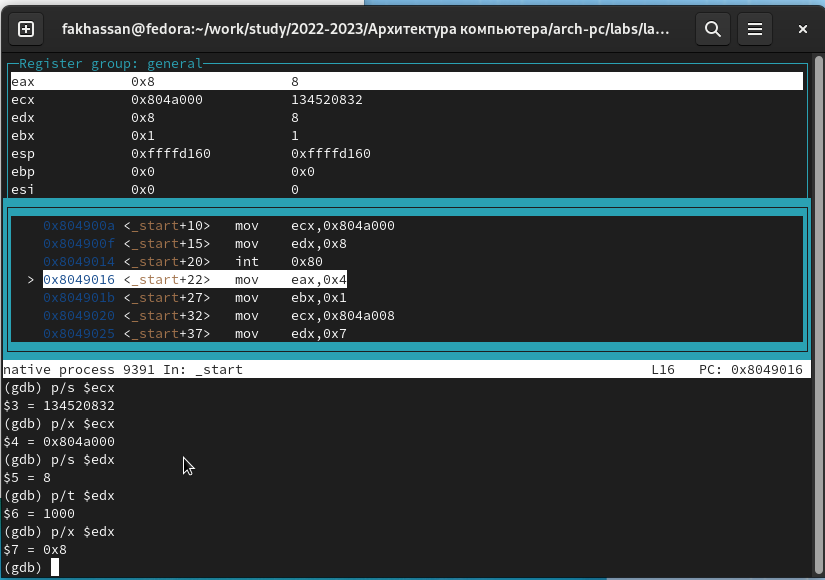 fakhassan@fedora:~/work/study/2022-2023/Архитектура компьютера/arch-pc/labs/la...
Register group: general
eax 0x8 8
ecx 0x804a000 134520832
edx 0x8 8
ebx 0x1 1
esp 0xffffd160 0xffffd160
ebp 0x0 0x0
esi 0x0 0
0x804900a <_start+10> mov ecx,0x804a000
0x804900f <_start+15> mov edx,0x8
0x8049014 <_start+20> int 0x80
> 0x8049016 <_start+22> mov eax,0x4
0x804901b <_start+27> mov ebx,0x1
0x8049020 <_start+32> mov ecx,0x804a008
0x8049025 <_start+37> mov edx,0x7
native process 9391 In: _start L16 PC: 0x8049016
(gdb) p/s $ecx
$3 = 134520832
(gdb) p/x $ecx
$4 = 0x804a000
(gdb) p/s $edx
$5 = 8
(gdb) p/t $edx
$6 = 1000
(gdb) p/x $edx
$7 = 0x8
(gdb)